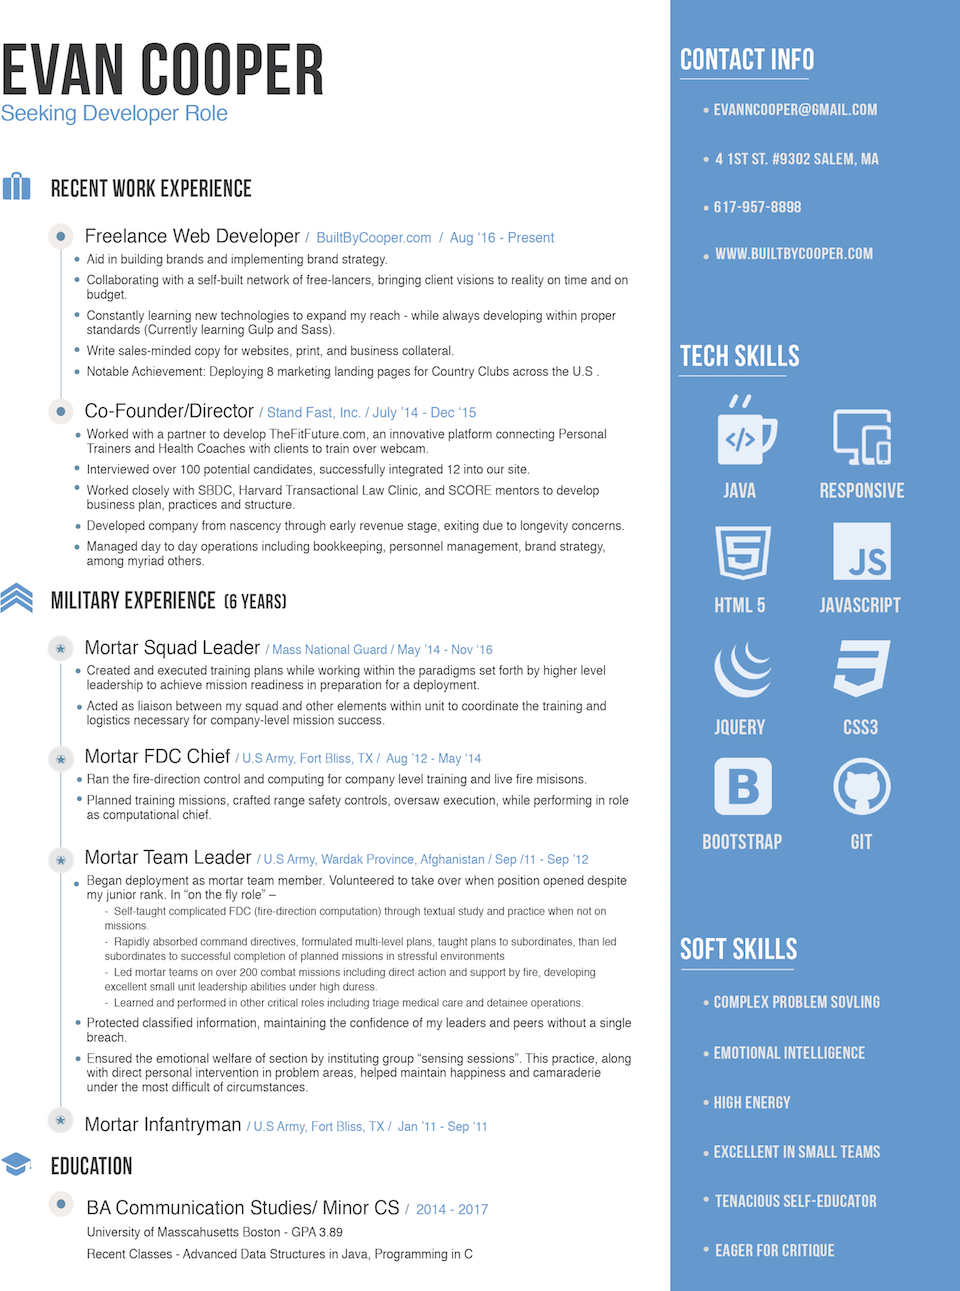 EVAN COOPER
Seeking Developer Role
RECENT WORK EXPERIENCE
Freelance Web Developer / BuiltByCooper.com / Aug '16 - Present
Aid in building brands and implementing brand strategy.
Collaborating with a self-built network of free-lancers, bringing client visions to reality on time and on
budget.
Constantly learning new technologies to expand my reach - while always developing within proper
standards (Currently learning Gulp and Sass).
Write sales-minded copy for websites, print, and business collateral.
Notable Achievement: Deploying 8 marketing landing pages for Country Clubs across the U.S .
Co-Founder/Director / Stand Fast, Inc. / July '14 - Dec '15
Worked with a partner to develop TheFitFuture.com, an innovative platform connecting Personal
Trainers and Health Coaches with clients to train over webcam.
Interviewed over 100 potential candidates, successfully integrated 12 into our site.
Worked closely with SBDC, Harvard Transactional Law Clinic, and SCORE mentors to develop
business plan, practices and structure.
Developed company from nascency through early revenue stage, exiting due to longevity concerns.
Managed day to day operations including bookkeeping, personnel management, brand strategy,
among myriad others.
MILITARY EXPERIENCE (6 YEARS)
Mortar Squad Leader / Mass National Guard / May '14 - Nov '16
Created and executed training plans while working within the paradigms set forth by higher level
leadership to achieve mission readiness in preparation for a deployment.
Acted as liaison between my squad and other elements within unit to coordinate the training and
logistics necessary for company-level mission success.
Mortar FDC Chief / U.S Army, Fort Bliss, TX / Aug '12 - May '14
Ran the fire-direction control and computing for company level training and live fire misisons.
Planned training missions, crafted range safety controls, oversaw execution, while performing in role
as computational chief.
Mortar Team Leader / U.S Army, Wardak Province, Afghanistan / Sep /11 - Sep '12
Began deployment as mortar team member. Volunteered to take over when position opened despite
my junior rank. In “on the fly role” –
- Self-taught complicated FDC (fire-direction computation) through textual study and practice when not on
missions.
- Rapidly absorbed command directives, formulated multi-level plans, taught plans to subordinates, than led
subordinates to successful completion of planned missions in stressful environments
- Led mortar teams on over 200 combat missions including direct action and support by fire, developing
excellent small unit leadership abilities under high duress.
- Learned and performed in other critical roles including triage medical care and detainee operations.
Protected classified information, maintaining the confidence of my leaders and peers without a single
breach.
Ensured the emotional welfare of section by instituting group “sensing sessions”. This practice, along
with direct personal intervention in problem areas, helped maintain happiness and camaraderie
under the most difficult of circumstances.
Mortar Infantryman / U.S Army, Fort Bliss, TX / Jan '11 - Sep '11
EDUCATION
BA Communication Studies/ Minor CS / 2014 - 2017
University of Masscahusetts Boston - GPA 3.89
Recent Classes - Advanced Data Structures in Java, Programming in C
CONTACT INFO
EVANNCOOPER@GMAIL.COM
4 1ST ST. #9302 SALEM, MA
617-957-8898
WWW.BUILTBYCOOPER.COM
TECH SKILLS
</>
JAVA
RESPONSIVE
5
JS
HTML 5
JAVASCRIPT
3
JQUERY
CSS3
B
BOOTSTRAP
GIT
SOFT SKILLS
COMPLEX PROBLEM SOVLING
EMOTIONAL INTELLIGENCE
HIGH ENERGY
EXCELLENT IN SMALL TEAMS
TENACIOUS SELF-EDUCATOR
EAGER FOR CRITIQUE